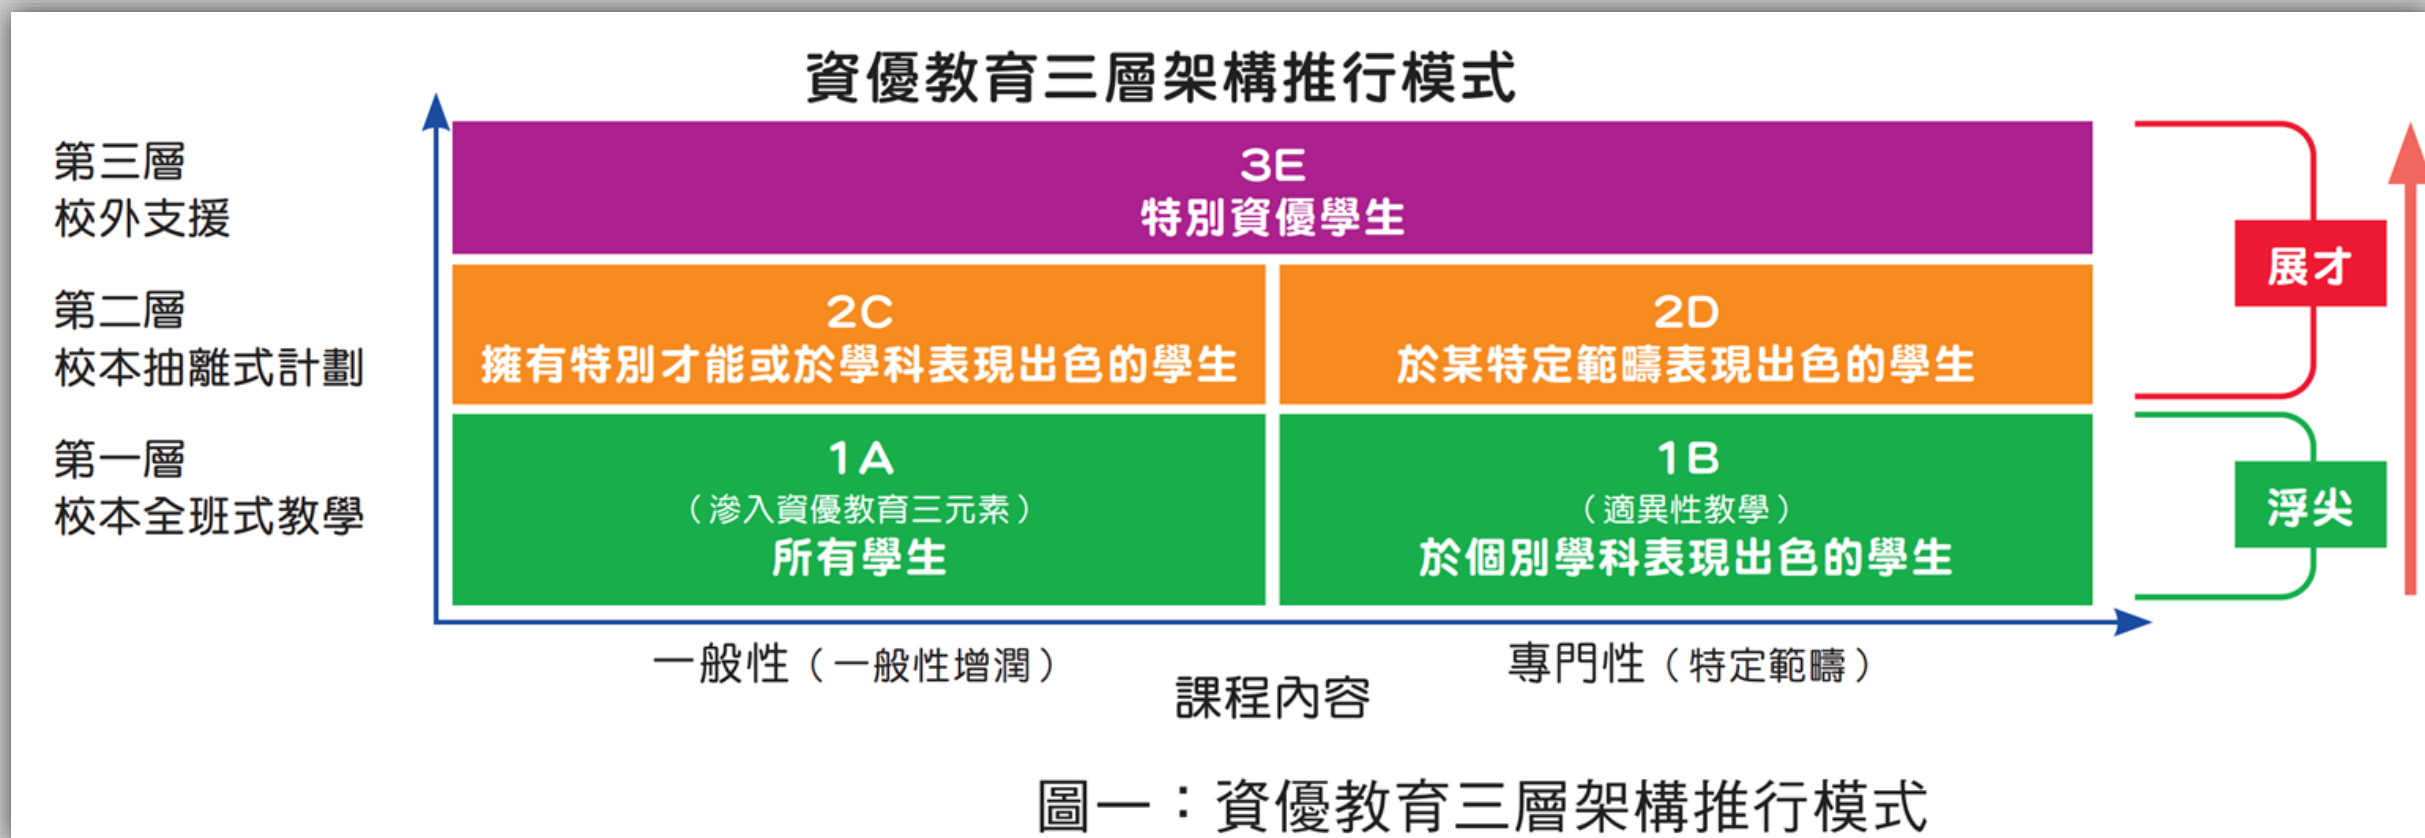 資優教育三層架構推行模式
第三層
校外支援
3E
特別資優學生
展才
第二層
校本抽離式計劃
2C
擁有特別才能或於學科表現出色的學生
2D
於某特定範疇表現出色的學生
第一層
校本全班式教學
1A
（滲入資優教育三元素）
所有學生
1B
（適異性教學）
於個別學科表現出色的學生
浮尖
一般性（一般性增潤）
專門性（特定範疇）
課程內容
圖一：資優教育三層架構推行模式